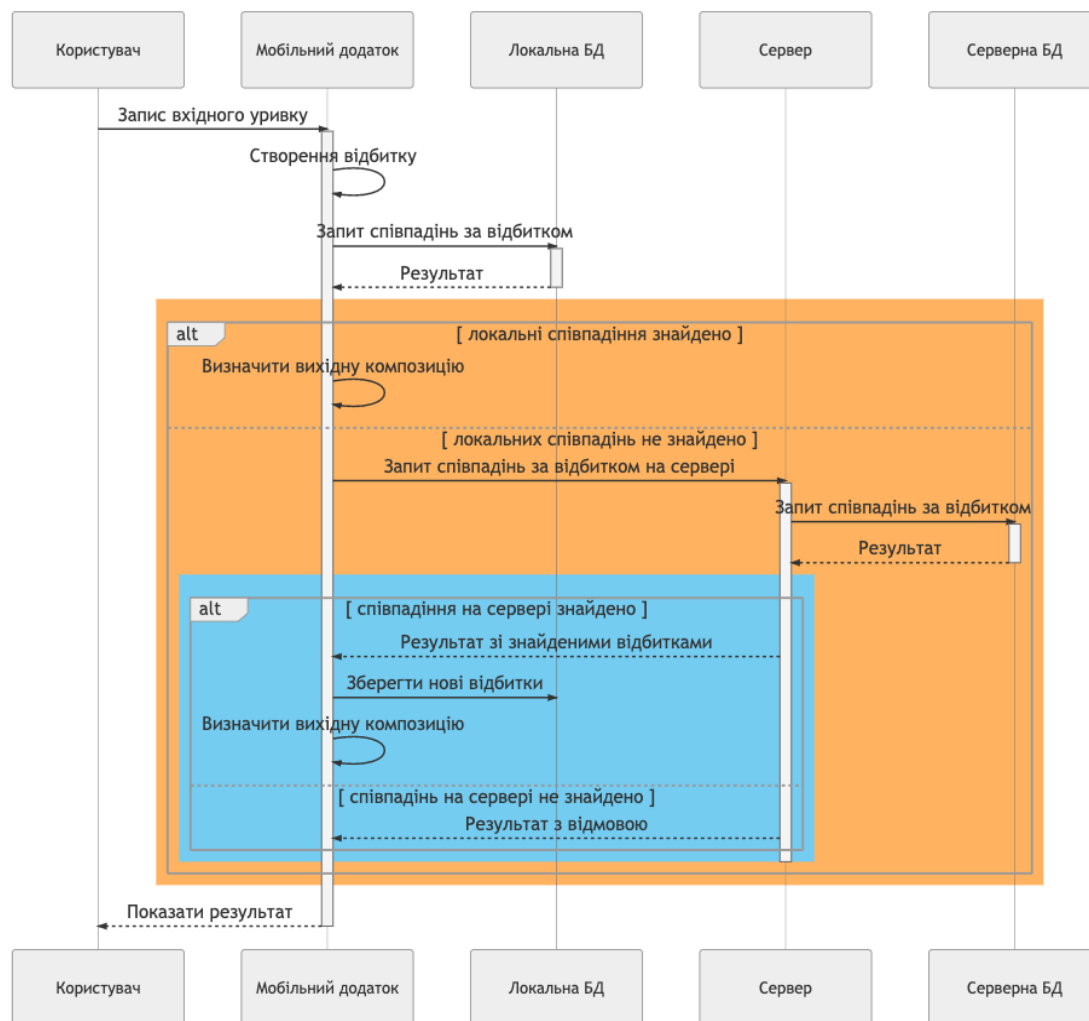 Користувач
Мобільний додаток
Локальна БД
Сервер
Серверна БД
Запис вхідного уривку
Створення відбитку
Запит співпадінь за відбитком
Результат
alt
[ локальні співпадіння знайдено ]
Визначити вихідну композицію
[ локальних співпадінь не знайдено ]
Запит співпадінь за відбитком на сервері
Запит співпадінь за відбитком
Результат
alt
[ співпадіння на сервері знайдено ]
Результат зі знайденими відбитками
Зберегти нові відбитки
Визначити вихідну композицію
[ співпадінь на сервері не знайдено ]
Результат з відмовою
Показати результат
Користувач
Мобільний додаток
Локальна БД
Сервер
Серверна БД